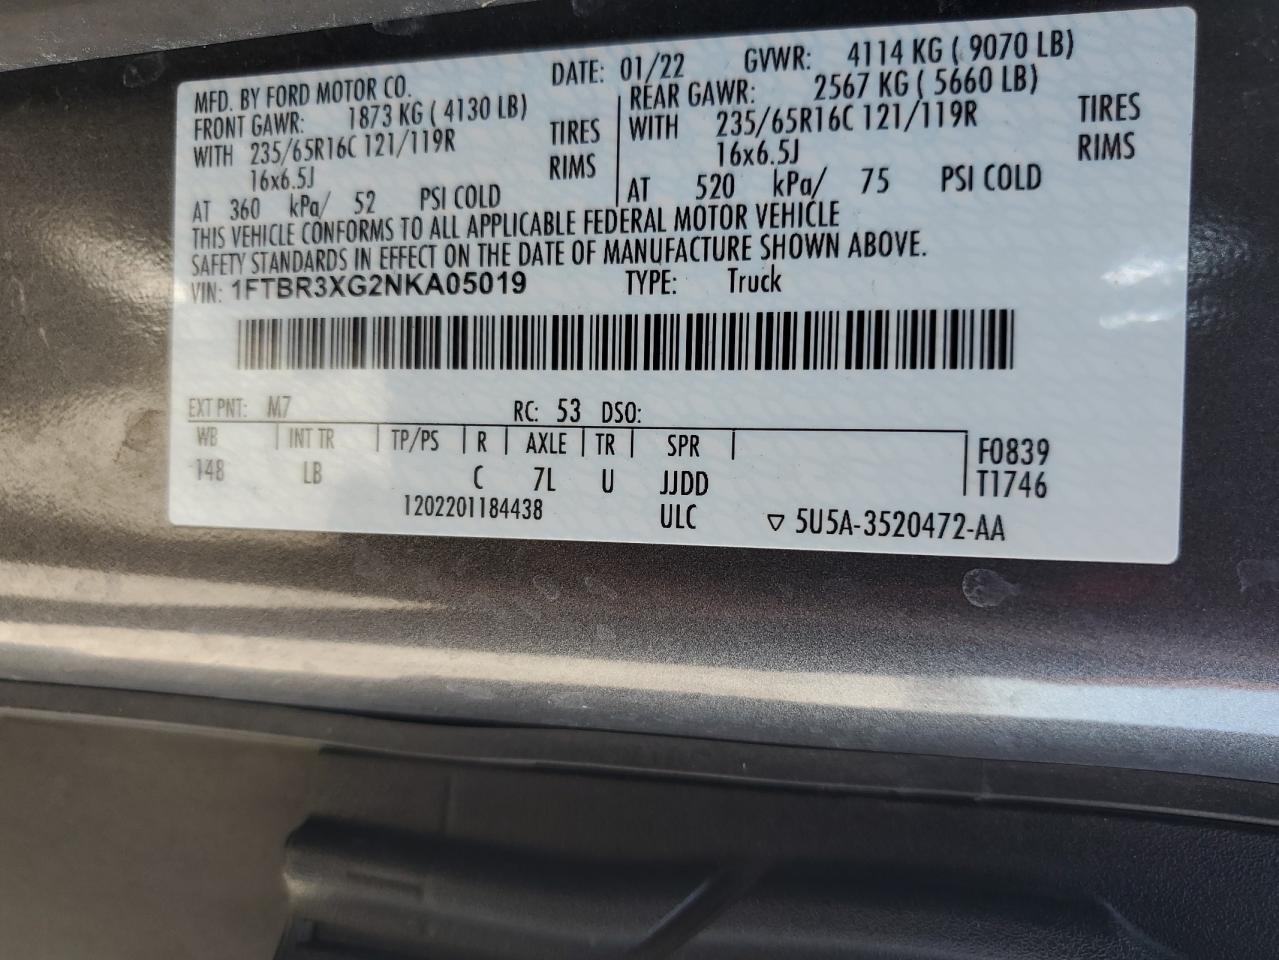 MFD. BY FORD MOTOR CO.
DATE: 01/22
GVWR: 4114 KG ( 9070 LB)
FRONT GAWR: 1873 KG ( 4130 LB)
WITH 235/65R16C 121/119R TIRES
16x6.5J RIMS
AT 360 kPa/ 52 PSI COLD
REAR GAWR: 2567 KG ( 5660 LB)
WITH 235/65R16C 121/119R TIRES
16x6.5J RIMS
AT 520 kPa/ 75 PSI COLD
THIS VEHICLE CONFORMS TO ALL APPLICABLE FEDERAL MOTOR VEHICLE
SAFETY STANDARDS IN EFFECT ON THE DATE OF MANUFACTURE SHOWN ABOVE.
VIN: 1FTBR3XG2NKA05019 TYPE: Truck
EXT PNT: M7 RC: 53 DSO:
WB INT TR TP/PS R AXLE TR SPR F0839
148 LB C 7L U JJDD T1746
1202201184438 ULC ▽ 5U5A-3520472-AA